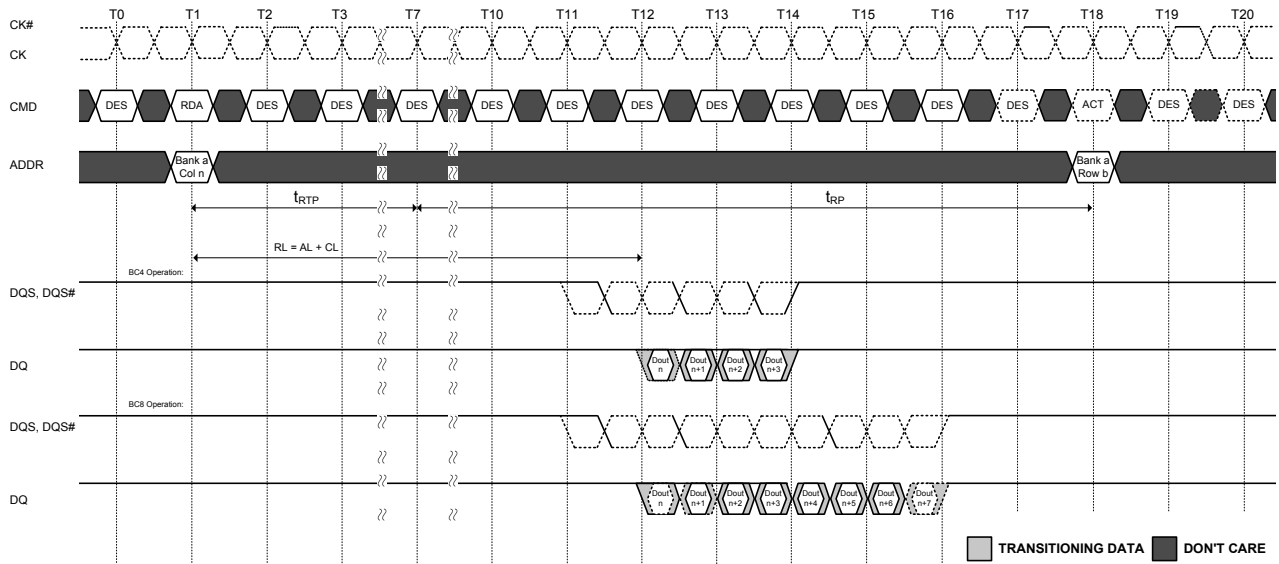 T0 T1 T2 T3 T7 T10 T11 T12 T13 T14 T15 T16 T17 T18 T19 T20
CK#
CK
CMD DES RDA DES DES DES DES DES DES DES DES DES DES DES ACT DES DES
ADDR Bank a Col n Bank a Row b
tRTP tRP
RL = AL + CL
BC4 Operation:
DQS, DQS#
DQ Dout n Dout n+1 Dout n+2 Dout n+3
BC8 Operation:
DQS, DQS#
DQ Dout n Dout n+1 Dout n+2 Dout n+3 Dout n+4 Dout n+5 Dout n+6 Dout n+7
TRANSITIONING DATA DON'T CARE